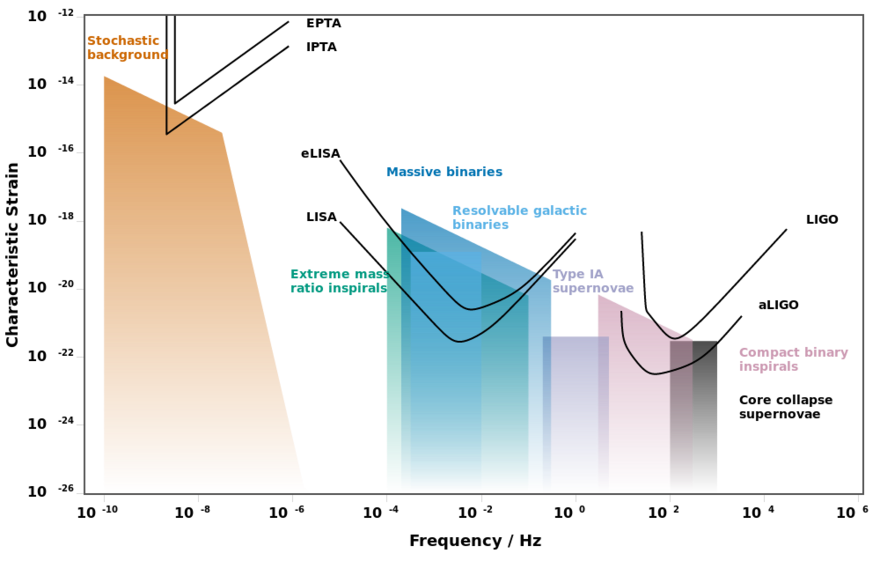 10 -12
EPTA
Stochastic
background
IPTA
10 -14
10 -16
eLISA
Massive binaries
Resolvable galactic
binaries
10 -18
LISA
LIGO
Extreme mass
ratio inspirals
Type IA
supernovae
10 -20
aLIGO
10 -22
Compact binary
inspirals
Core collapse
supernovae
10 -24
10 -26
Characteristic Strain
10 -10
10 -8
10 -6
10 -4
10 -2
10 0
10 2
10 4
10 6
Frequency / Hz